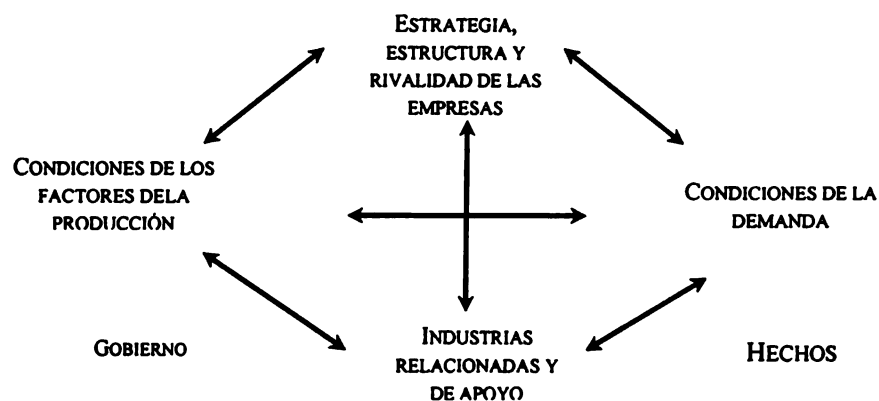 ESTRATEGIA,
ESTRUCTURA Y
RIVALIDAD DE LAS
EMPRESAS
CONDICIONES DE LOS
FACTORES DELA
PRODUCCIÓN
CONDICIONES DE LA
DEMANDA
GOBIERNO
INDUSTRIAS
RELACIONADAS Y
DE APOYO
HECHOS